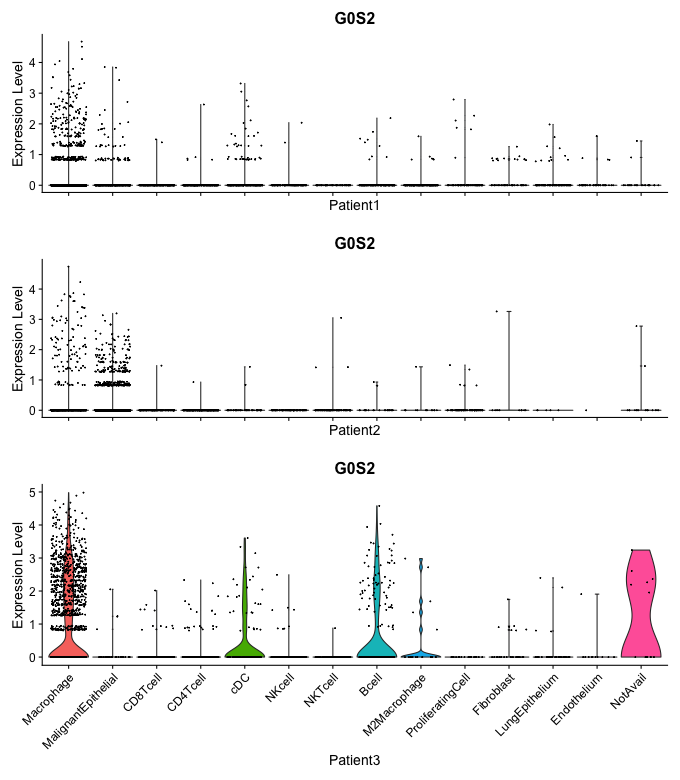 G0S2
Expression Level
4
3
2
1
0
Patient1
G0S2
Expression Level
4
3
2
1
0
Patient2
G0S2
Expression Level
5
4
3
2
1
0
Macrophage
MalignantEpithelial
CD8Tcell
CD4Tcell
cDC
NKcell
NKTcell
Bcell
M2Macrophage
ProliferatingCell
Fibroblast
LungEpithelium
Endothelium
NotAvail
Patient3